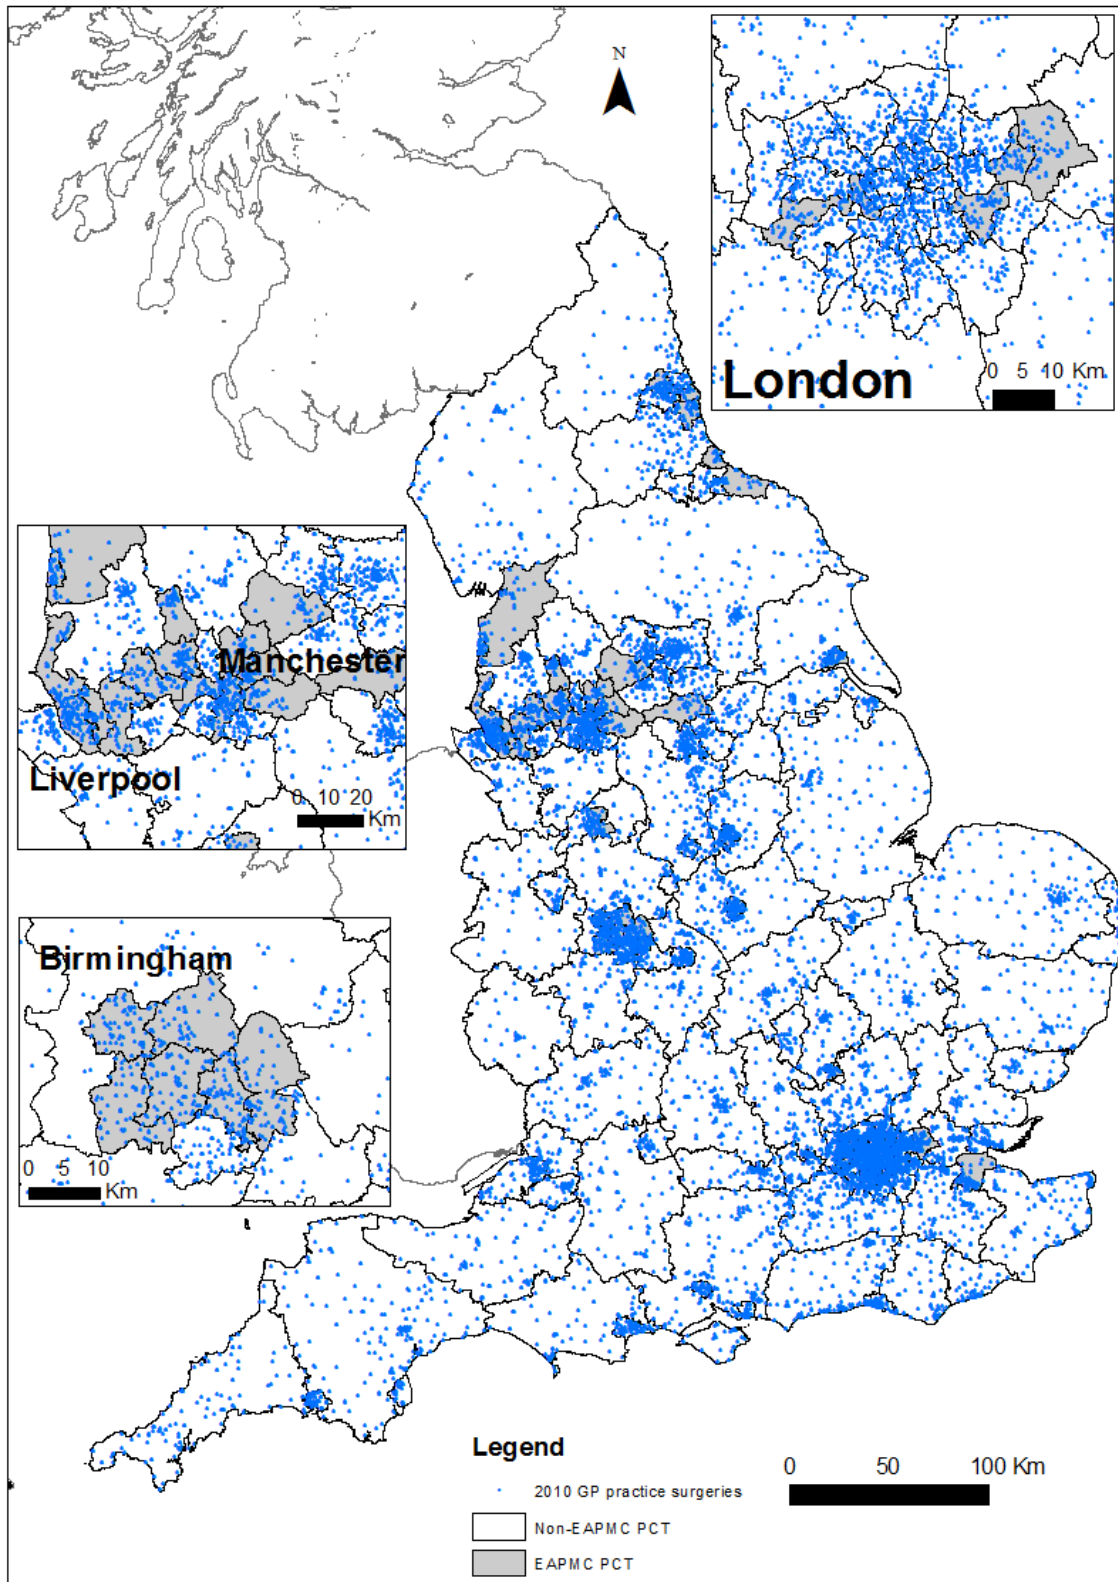 N
0 5 10 Km
London
Manchester
Liverpool
0 10 20
Km
Birmingham
0 5 10
Km
Legend
2010 GP practice surgeries
Non-EAPMC PCT
EAPMC PCT
0 50 100 Km